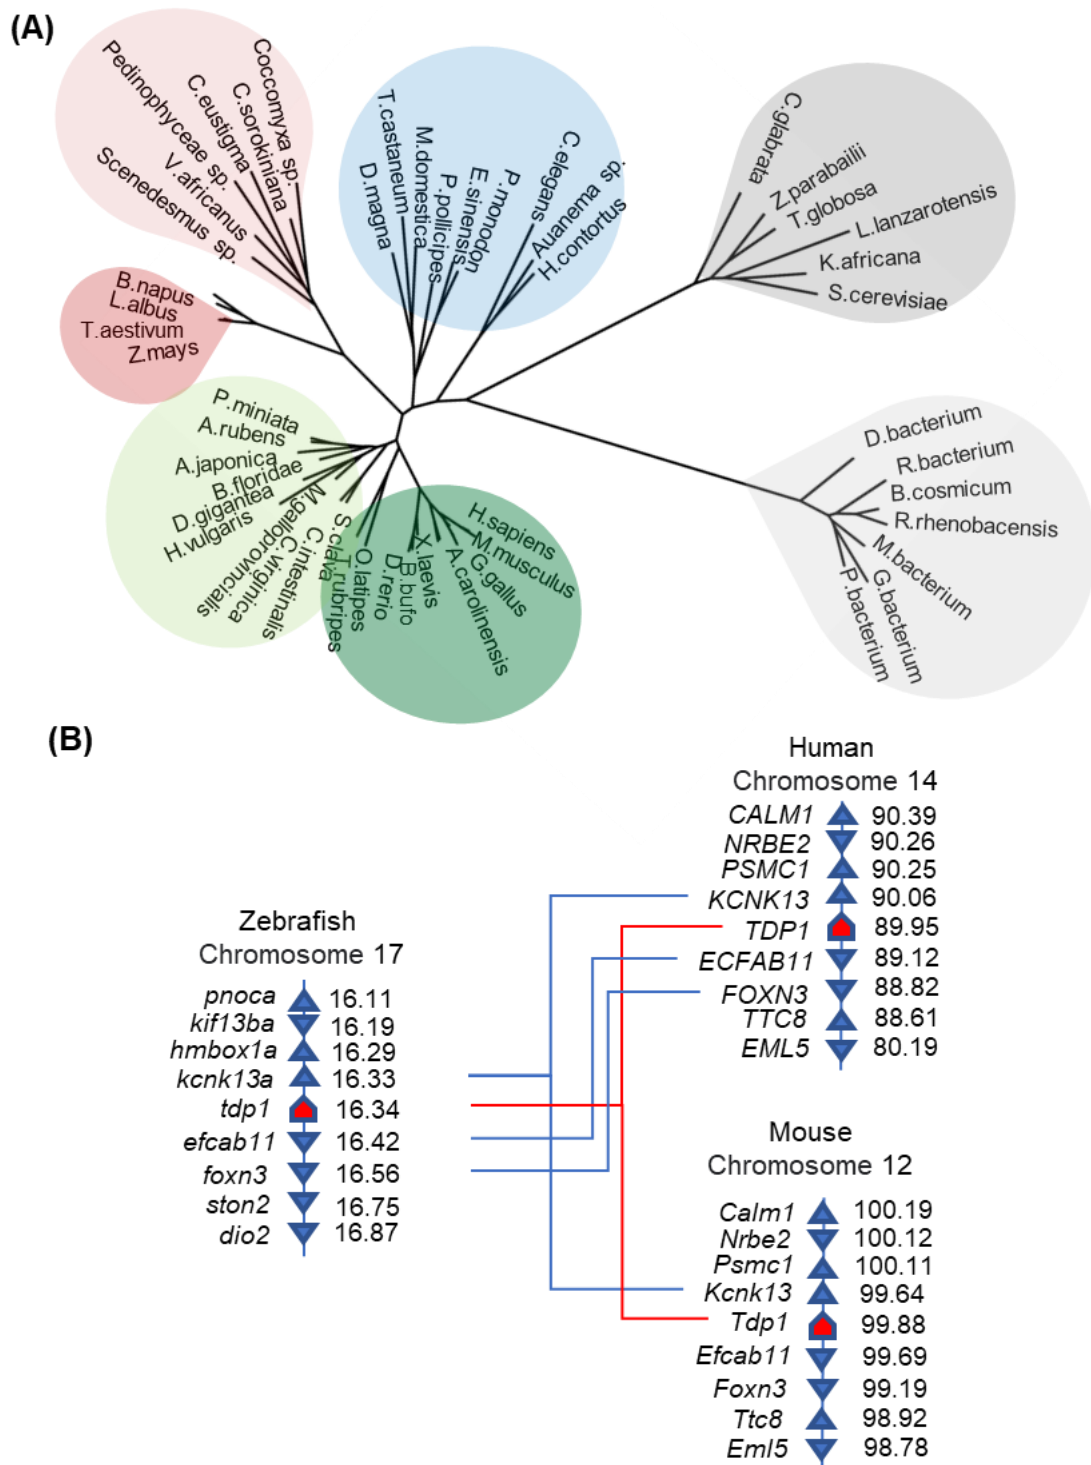 (A)
Pedinophyceae sp.
C.eustigma
C.sorokiniana
Coccomyxa sp.
V.africanus
Scenedesmus sp.
T.castaneum
D.magna
M.domestica
P.pollicipes
E.sinensis
P.monodon
C.elegans
Auanema sp.
H.contortus
C.glabrata
Z.parabailii
T.globosa
L.lanzarotensis
K.africana
S.cerevisiae
B.napus
L.albus
T.aestivum
Z.mays
P.miniata
A.rubens
A.japonica
B.floridae
D.gigantea
H.vulgaris
M.galloprovincialis
C.virginica
C.intestinalis
S.clava
T.rubripes
O.latipes
D.rerio
B.bufo
X.laevis
A.carolinensis
G.gallus
M.musculus
H.sapiens
D.bacterium
R.bacterium
B.cosmicum
R.rhenobacensis
M.bacterium
G.bacterium
P.bacterium
(B)
Human
Chromosome 14
CALM1 90.39
NRBE2 90.26
PSMC1 90.25
KCNK13 90.06
TDP1 89.95
ECFAB11 89.12
FOXN3 88.82
TTC8 88.61
EML5 80.19
Zebrafish
Chromosome 17
pnoca 16.11
kif13ba 16.19
hmbox1a 16.29
kcnk13a 16.33
tdp1 16.34
efcab11 16.42
foxn3 16.56
ston2 16.75
dio2 16.87
Mouse
Chromosome 12
Calm1 100.19
Nrbe2 100.12
Psmc1 100.11
Kcnk13 99.64
Tdp1 99.88
Efcab11 99.69
Foxn3 99.19
Ttc8 98.92
Eml5 98.78